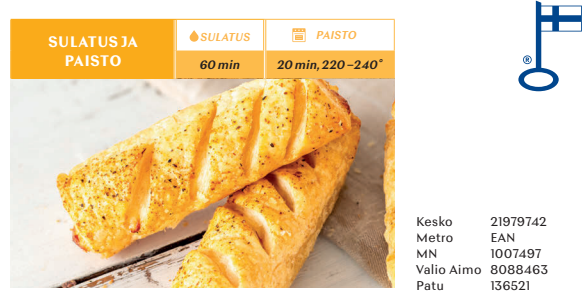 SULATUS JA
PAISTO
SULATUS
PAISTO
60 min
20 min, 220–240°
®
Kesko 21979742
Metro EAN
MN 1007497
Valio Aimo 8088463
Patu 136521